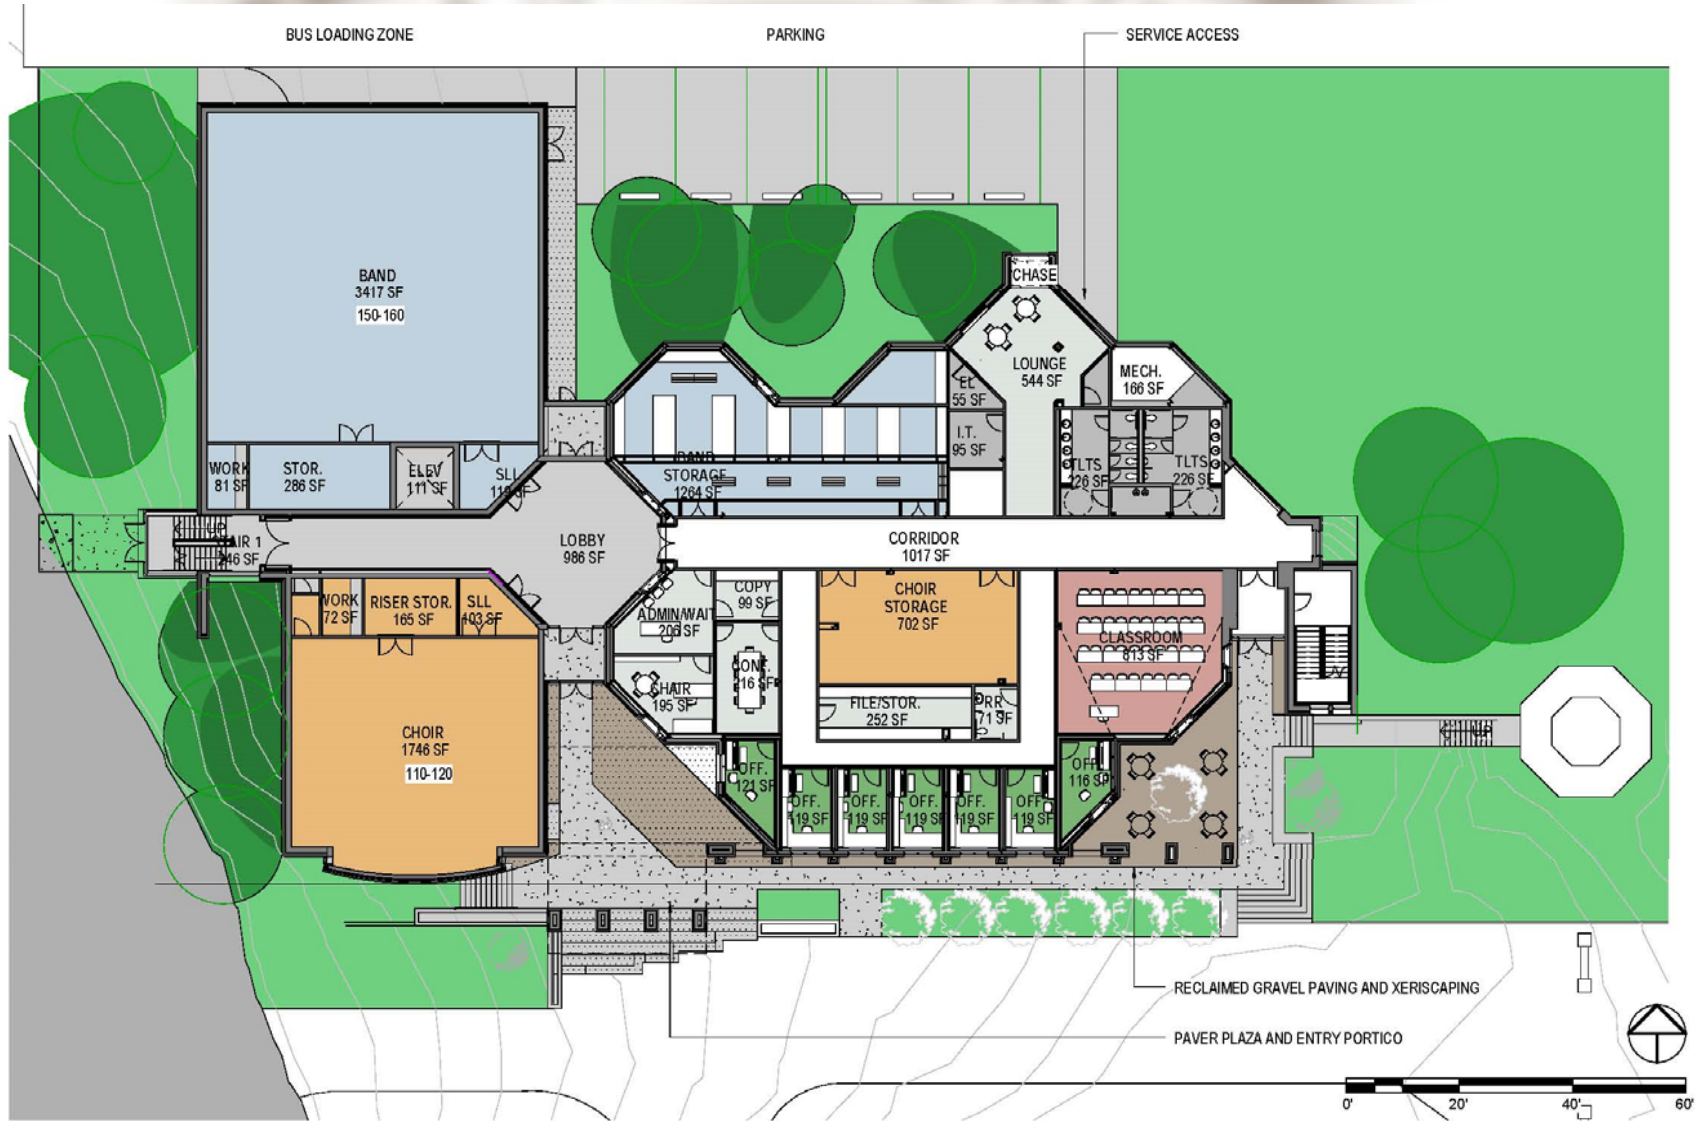 BUS LOADING ZONE
PARKING
SERVICE ACCESS
BAND
3417 SF
150-160
CHASE
LOUNGE
544 SF
MECH.
166 SF
EL
55 SF
I.T.
95 SF
TLTS
226 SF
TLTS
226 SF
WORK
81 SF
STOR.
286 SF
ELEV
111 SF
SLL
BAND
STORAGE
1264 SF
STAIR 1
246 SF
LOBBY
986 SF
CORRIDOR
1017 SF
WORK
72 SF
RISER STOR.
165 SF
SLL
103 SF
ADMIN/WAIT
206 SF
COPY
99 SF
CHOIR
STORAGE
702 SF
CLASSROOM
813 SF
CHAIR
195 SF
CONF.
216 SF
FILE/STOR.
252 SF
RR
71 SF
CHOIR
1746 SF
110-120
OFF.
121 SF
OFF.
119 SF
OFF.
119 SF
OFF.
119 SF
OFF.
119 SF
OFF.
119 SF
OFF.
116 SF
RECLAIMED GRAVEL PAVING AND XERISCAPING
PAVER PLAZA AND ENTRY PORTICO
0' 20' 40' 60'